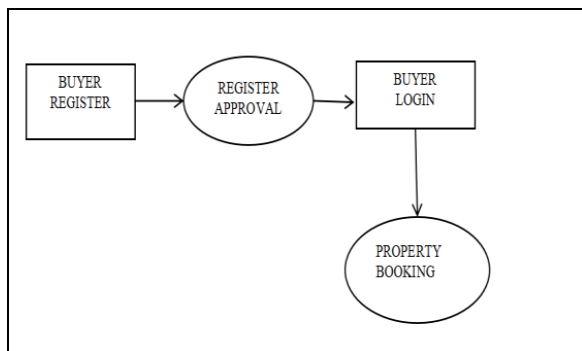 BUYER
REGISTER
REGISTER
APPROVAL
BUYER
LOGIN
PROPERTY
BOOKING